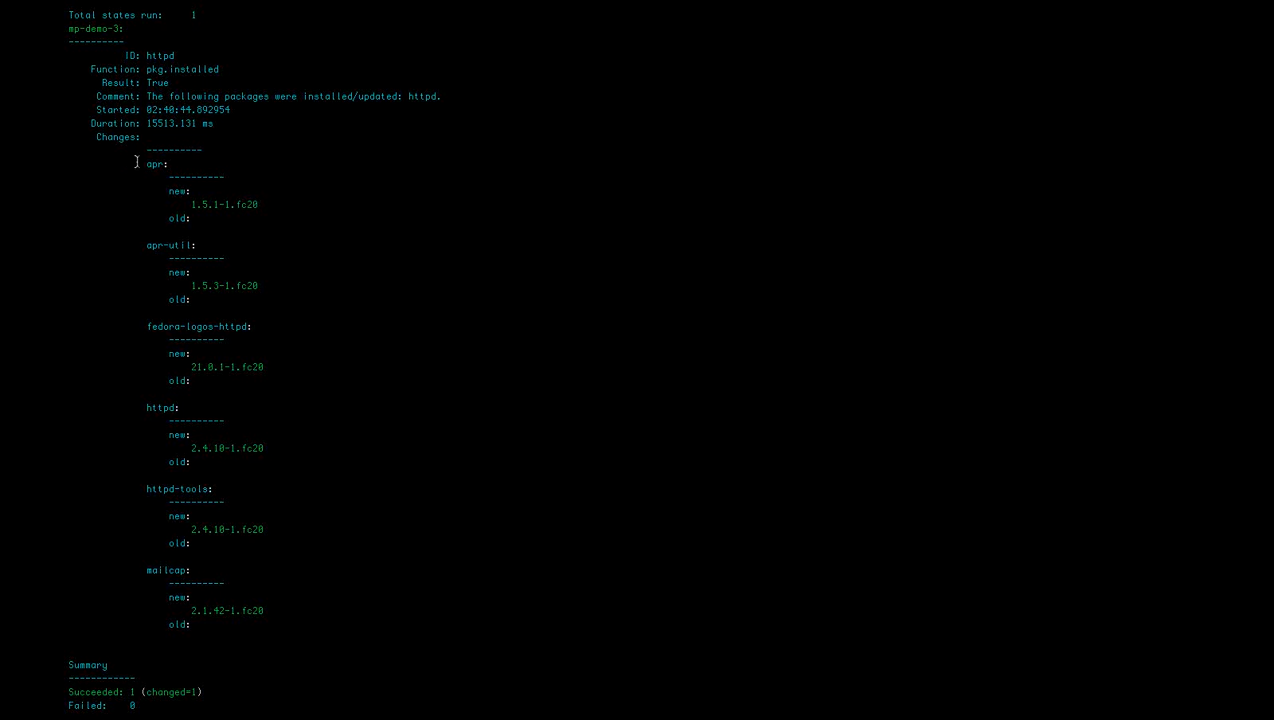 Total states run:     1
mp-demo-3:
----------
          ID: httpd
    Function: pkg.installed
      Result: True
     Comment: The following packages were installed/updated: httpd.
     Started: 02:40:44.892954
    Duration: 15513.131 ms
     Changes:
              ----------
              apr:
                  ----------
                  new:
                      1.5.1-1.fc20
                  old:
              apr-util:
                  ----------
                  new:
                      1.5.3-1.fc20
                  old:
              fedora-logos-httpd:
                  ----------
                  new:
                      21.0.1-1.fc20
                  old:
              httpd:
                  ----------
                  new:
                      2.4.10-1.fc20
                  old:
              httpd-tools:
                  ----------
                  new:
                      2.4.10-1.fc20
                  old:
              mailcap:
                  ----------
                  new:
                      2.1.42-1.fc20
                  old:
Summary
------------
Succeeded: 1 (changed=1)
Failed:    0